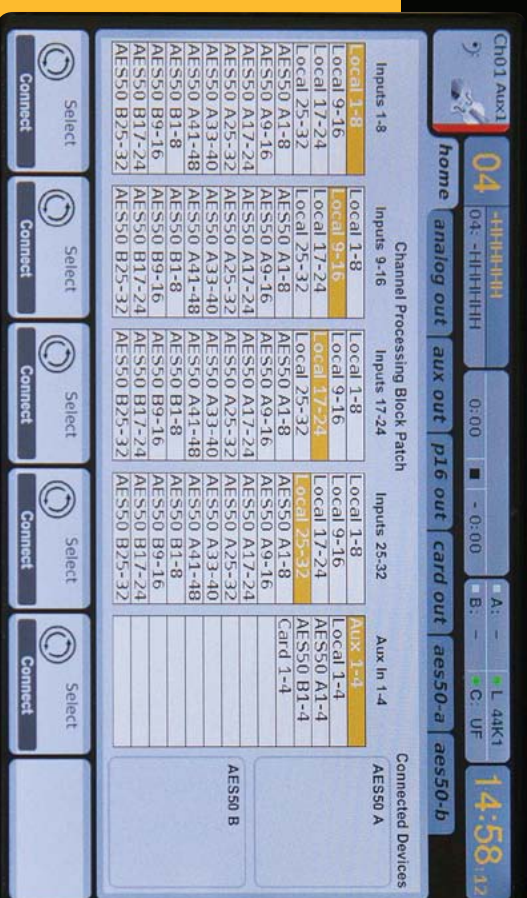 Ch01 Aux1
04 -HHHHHH
04: -HHHHHH
0:00 ■ - 0:00
A: - L 44K1
B: - C: UF
14:58:12
home analog out aux out p16 out card out aes50-a aes50-b
Channel Processing Block Patch
Connected Devices
Inputs 1-8
Local 1-8
Local 9-16
Local 17-24
Local 25-32
AES50 A1-8
AES50 A9-16
AES50 A17-24
AES50 A25-32
AES50 A33-40
AES50 A41-48
AES50 B1-8
AES50 B9-16
AES50 B17-24
AES50 B25-32
Inputs 9-16
Local 1-8
Local 9-16
Local 17-24
Local 25-32
AES50 A1-8
AES50 A9-16
AES50 A17-24
AES50 A25-32
AES50 A33-40
AES50 A41-48
AES50 B1-8
AES50 B9-16
AES50 B17-24
AES50 B25-32
Inputs 17-24
Local 1-8
Local 9-16
Local 17-24
Local 25-32
AES50 A1-8
AES50 A9-16
AES50 A17-24
AES50 A25-32
AES50 A33-40
AES50 A41-48
AES50 B1-8
AES50 B9-16
AES50 B17-24
AES50 B25-32
Inputs 25-32
Local 1-8
Local 9-16
Local 17-24
Local 25-32
AES50 A1-8
AES50 A9-16
AES50 A17-24
AES50 A25-32
AES50 A33-40
AES50 A41-48
AES50 B1-8
AES50 B9-16
AES50 B17-24
AES50 B25-32
Aux In 1-4
Aux 1-4
Local 1-4
AES50 A1-4
AES50 B1-4
Card 1-4
AES50 A
AES50 B
Select Select Select Select Select
Connect Connect Connect Connect Connect